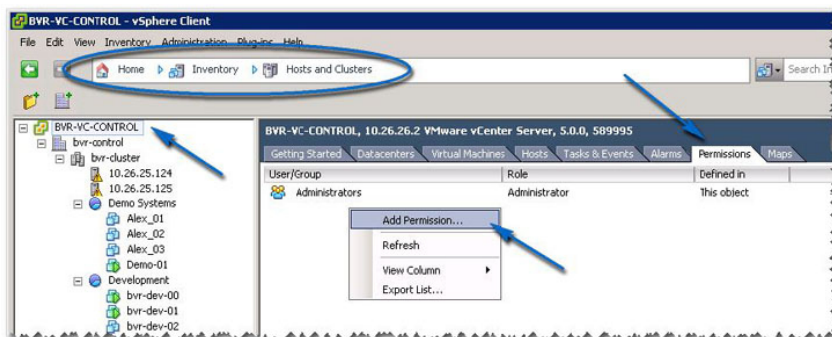 BVR-VC-CONTROL - vSphere Client
File Edit View Inventory Administration Plug-ins Help
Home Inventory Hosts and Clusters
Search In
BVR-VC-CONTROL
bvr-control
bvr-cluster
10.26.25.124
10.26.25.125
Demo Systems
Alex_01
Alex_02
Alex_03
Demo-01
Development
bvr-dev-00
bvr-dev-01
bvr-dev-02
BVR-VC-CONTROL, 10.26.26.2 VMware vCenter Server, 5.0.0, 589995
Getting Started Datacenters Virtual Machines Hosts Tasks & Events Alarms Permissions Maps
User/Group Role Defined in
Administrators Administrator This object
Add Permission...
Refresh
View Column
Export List...